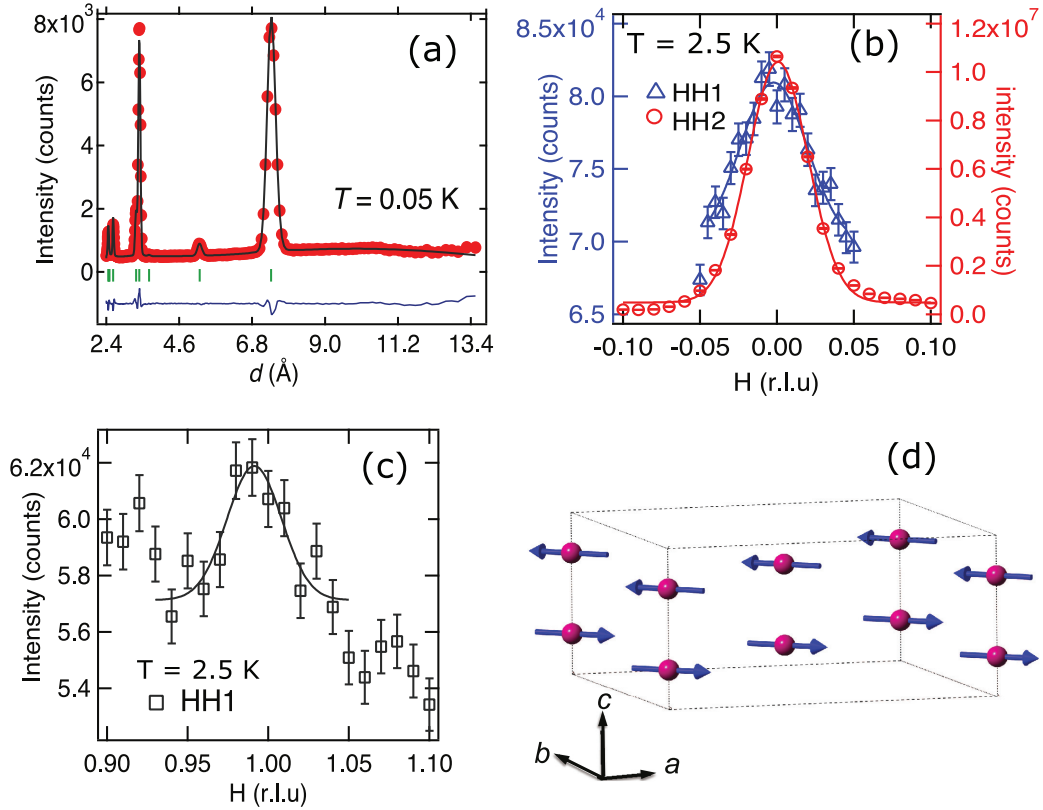 8x10³
6
4
2
0
Intensity (counts)
(a)
T = 0.05 K
2.4 4.6 6.8 9.0 11.2 13.4
d (Å)
8.5x10⁴
8.0
7.5
7.0
6.5
Intensity (counts)
T = 2.5 K
(b)
HH1
HH2
1.2x10⁷
1.0
0.8
0.6
0.4
0.2
0.0
intensity (counts)
-0.10 -0.05 0.00 0.05 0.10
H (r.l.u)
6.2x10⁴
6.0
5.8
5.6
5.4
Intensity (counts)
(c)
T = 2.5 K
HH1
0.90 0.95 1.00 1.05 1.10
H (r.l.u)
(d)
c
b
a